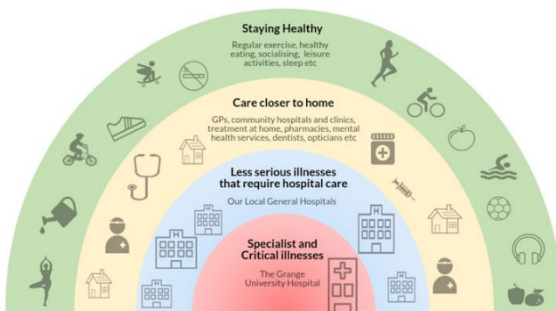 Staying Healthy
Regular exercise, healthy
eating, socialising, leisure
activities, sleep etc
Care closer to home
GPs, community hospitals and clinics,
treatment at home, pharmacies, mental
health services, dentists, opticians etc
Less serious illnesses
that require hospital care
Our Local General Hospitals
Specialist and
Critical illnesses
The Grange
University Hospital